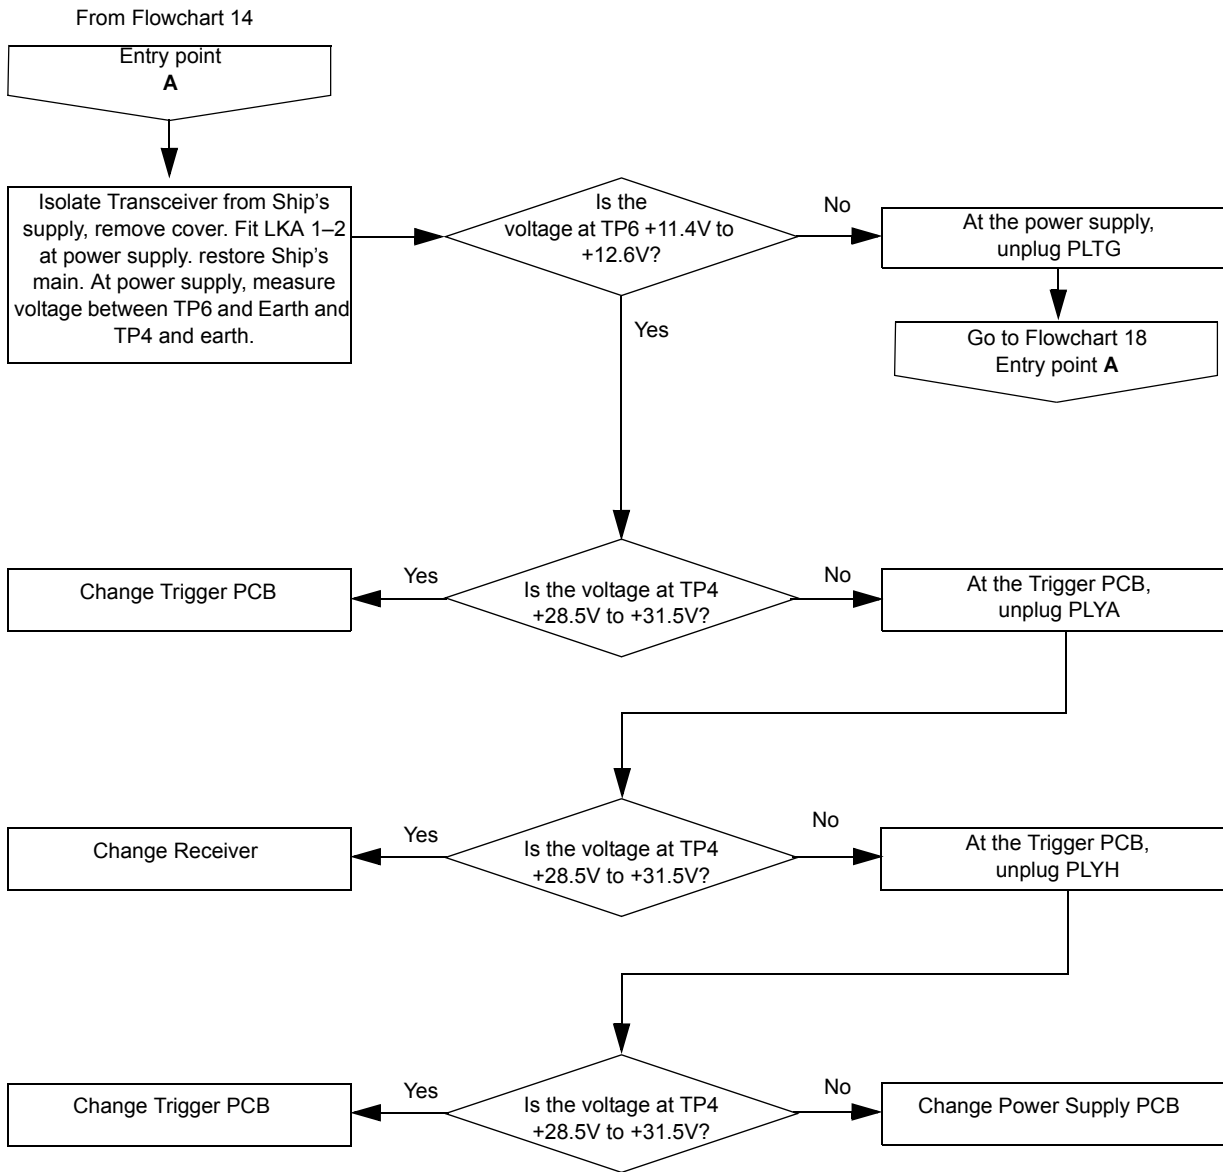 From Flowchart 14
Entry point
A
Isolate Transceiver from Ship's
supply, remove cover. Fit LKA 1–2
at power supply. restore Ship's
main. At power supply, measure
voltage between TP6 and Earth and
TP4 and earth.
Is the
voltage at TP6 +11.4V to
+12.6V?
No
At the power supply,
unplug PLTG
Yes
Go to Flowchart 18
Entry point A
Change Trigger PCB
Yes
Is the voltage at TP4
+28.5V to +31.5V?
No
At the Trigger PCB,
unplug PLYA
Change Receiver
Yes
Is the voltage at TP4
+28.5V to +31.5V?
No
At the Trigger PCB,
unplug PLYH
Change Trigger PCB
Yes
Is the voltage at TP4
+28.5V to +31.5V?
No
Change Power Supply PCB